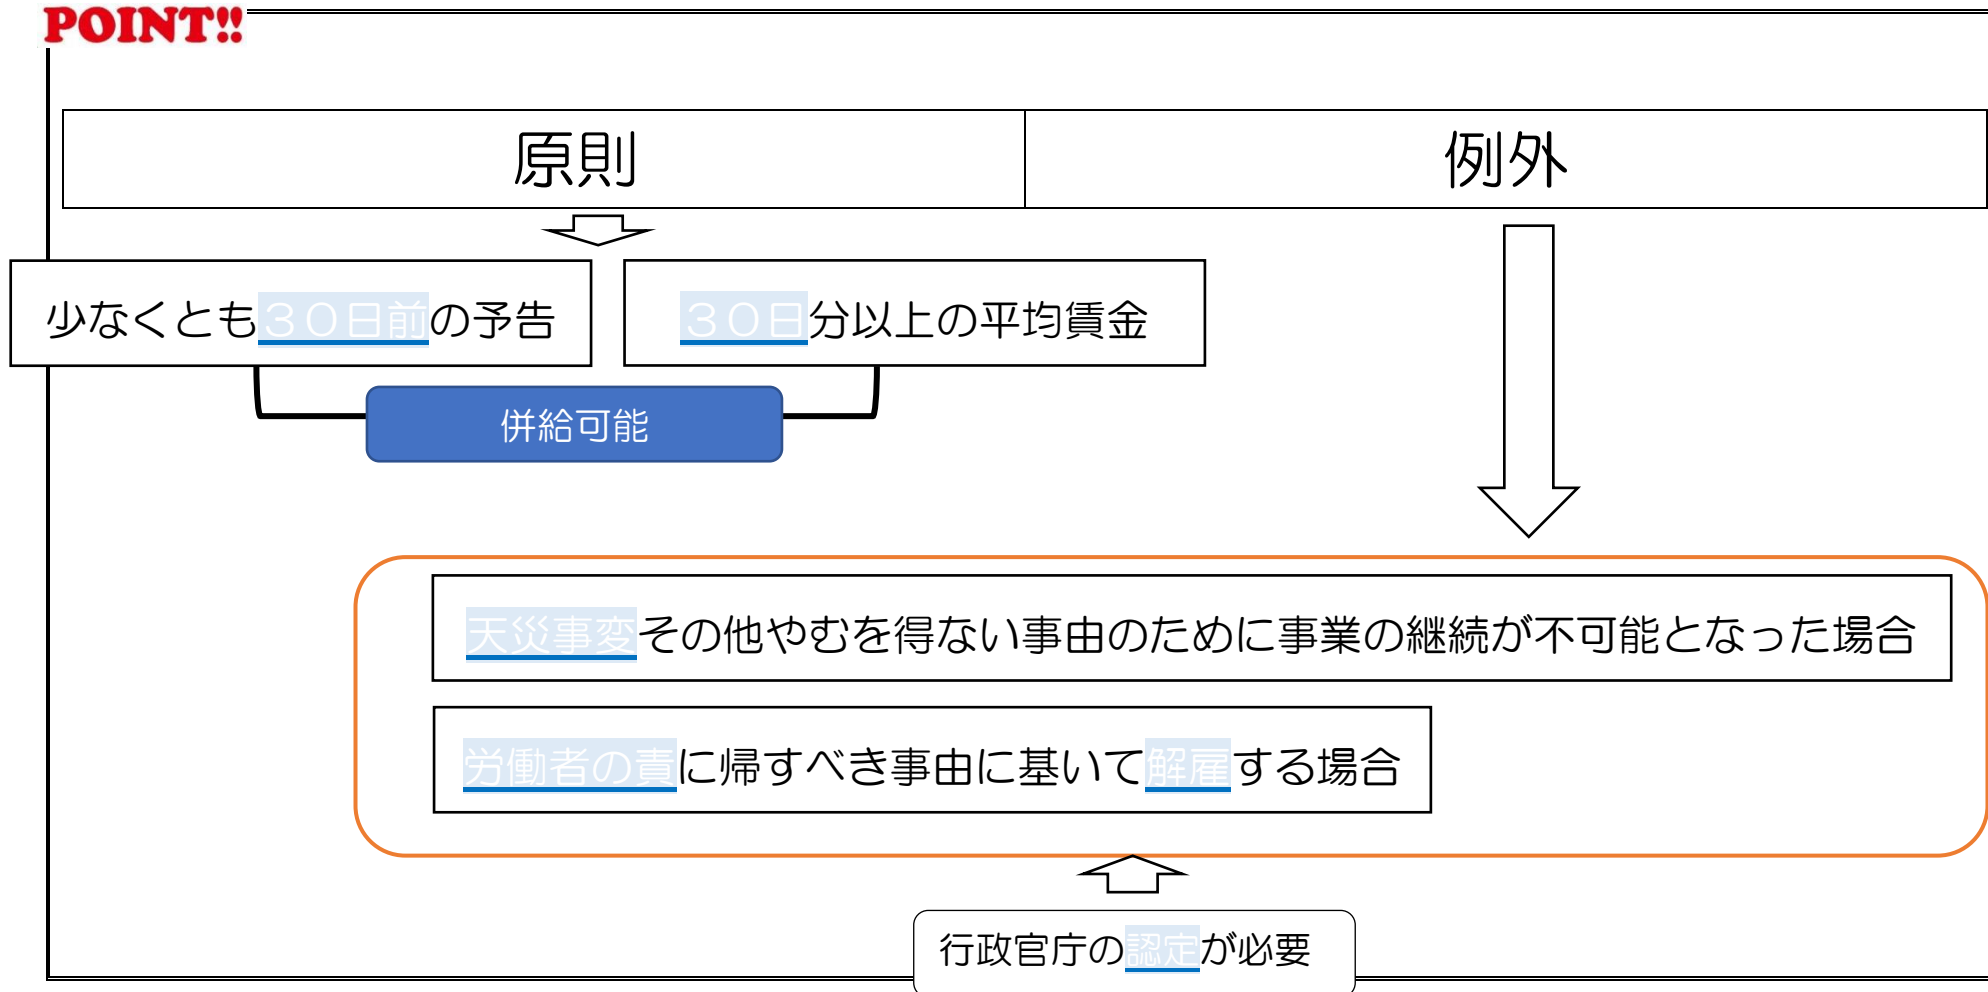 POINT!!
原則
例外
少なくとも３０日前の予告
３０日分以上の平均賃金
併給可能
天災事変その他やむを得ない事由のために事業の継続が不可能となった場合
労働者の責に帰すべき事由に基いて解雇する場合
行政官庁の認定が必要